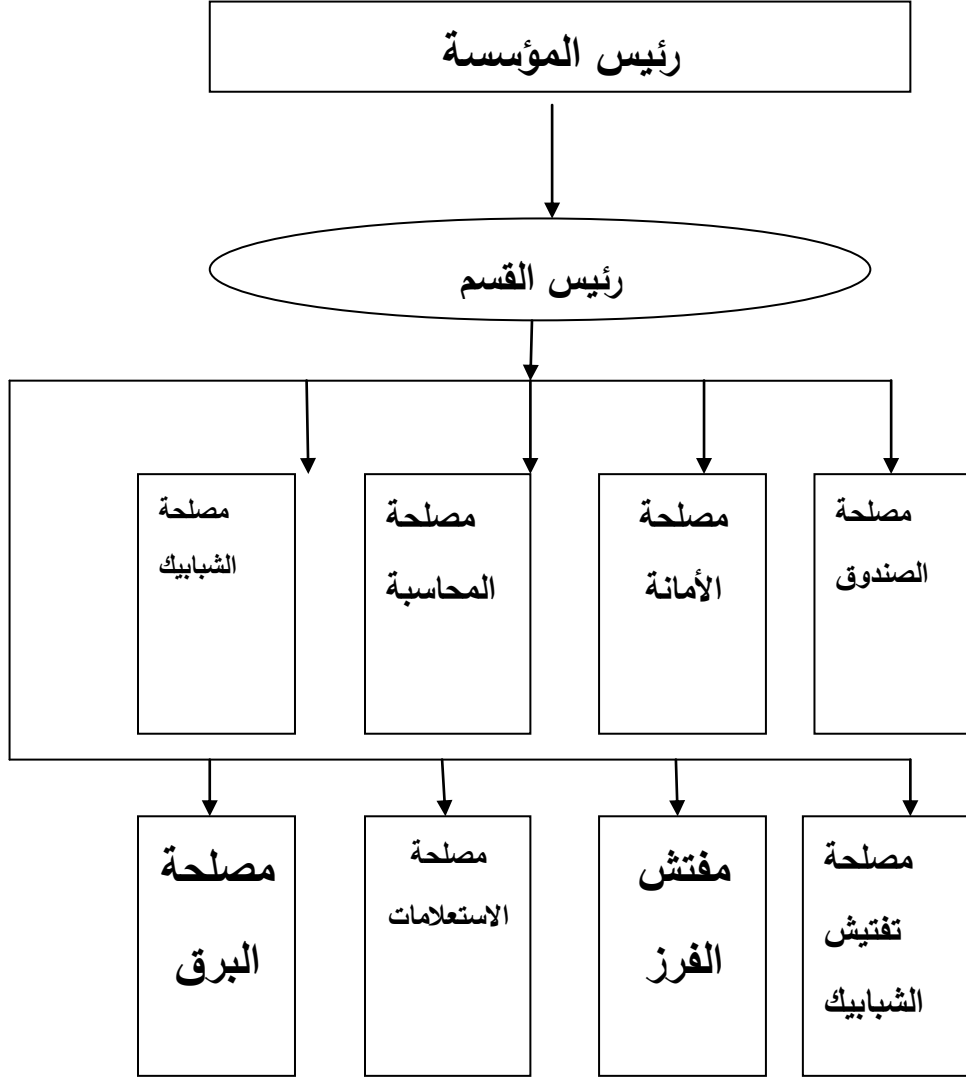 رئيس المؤسسة
رئيس القسم
مصلحة
الصندوق
مصلحة
الأمانة
مصلحة
المحاسبة
مصلحة
الشبابيك
مصلحة
تفتيش
الشبابيك
مفتش
الفرز
مصلحة
الاستعلامات
مصلحة
البرق